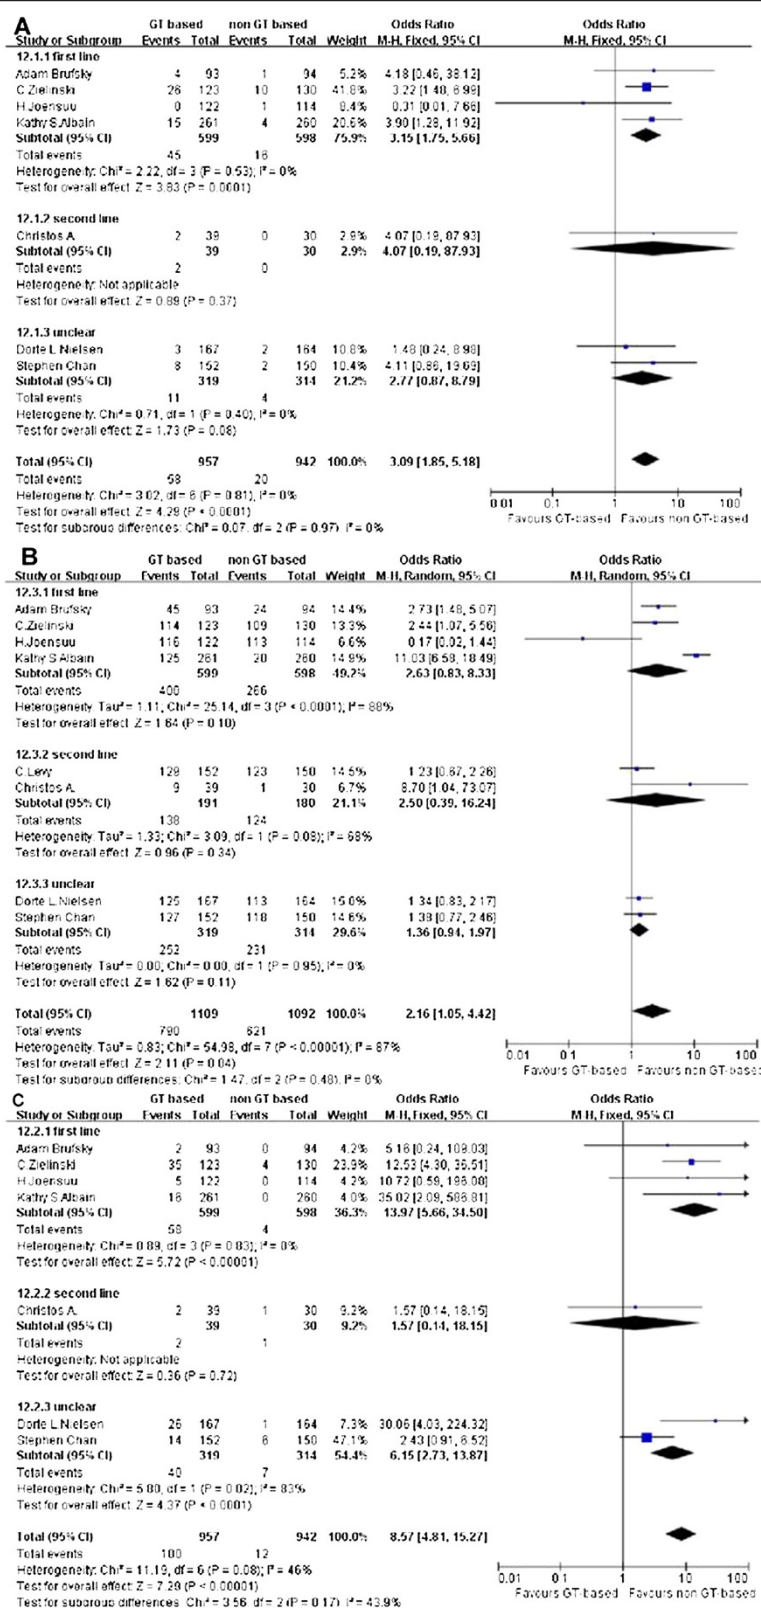 A
GT based non GT based Odds Ratio Odds Ratio
Study or Subgroup Events Total Events Total Weight M-H, Fixed, 95% CI M-H, Fixed, 95% CI
12.1.1 first line
Adam Brufsky 4 93 1 94 5.2% 4.18 [0.46, 38.12]
C.Zielinski 26 123 10 130 41.8% 3.22 [1.48, 6.99]
H.Joensuu 0 122 1 114 8.4% 0.31 [0.01, 7.66]
Kathy S.Albain 15 261 4 260 20.6% 3.90 [1.28, 11.92]
Subtotal (95% CI) 599 598 75.9% 3.15 [1.75, 5.66]
Total events 45 16
Heterogeneity: Chi² = 2.22, df = 3 (P = 0.53); I² = 0%
Test for overall effect: Z = 3.83 (P = 0.0001)
12.1.2 second line
Christos A. 2 39 0 30 2.9% 4.07 [0.19, 87.93]
Subtotal (95% CI) 39 30 2.9% 4.07 [0.19, 87.93]
Total events 2 0
Heterogeneity: Not applicable
Test for overall effect: Z = 0.89 (P = 0.37)
12.1.3 unclear
Dorte L Nielsen 3 167 2 164 10.8% 1.48 [0.24, 8.98]
Stephen Chan 8 152 2 150 10.4% 4.11 [0.86, 19.69]
Subtotal (95% CI) 319 314 21.2% 2.77 [0.87, 8.79]
Total events 11 4
Heterogeneity: Chi² = 0.71, df = 1 (P = 0.40); I² = 0%
Test for overall effect: Z = 1.73 (P = 0.08)
Total (95% CI) 957 942 100.0% 3.09 [1.85, 5.18]
Total events 58 20
Heterogeneity: Chi² = 3.02, df = 6 (P = 0.81); I² = 0%
Test for overall effect: Z = 4.29 (P < 0.0001)
Test for subgroup differences: Chi² = 0.07, df = 2 (P = 0.97), I² = 0%
0.01 0.1 1 10 100
Favours GT-based Favours non GT-based
B
GT based non GT based Odds Ratio Odds Ratio
Study or Subgroup Events Total Events Total Weight M-H, Random, 95% CI M-H, Random, 95% CI
12.3.1 first line
Adam Brufsky 45 93 24 94 14.4% 2.73 [1.48, 5.07]
C.Zielinski 114 123 109 130 13.3% 2.44 [1.07, 5.56]
H.Joensuu 116 122 113 114 6.6% 0.17 [0.02, 1.44]
Kathy S Albain 125 261 20 260 14.9% 11.03 [6.58, 18.49]
Subtotal (95% CI) 599 598 49.2% 2.63 [0.83, 8.33]
Total events 400 266
Heterogeneity: Tau² = 1.11; Chi² = 25.14, df = 3 (P < 0.0001); I² = 88%
Test for overall effect: Z = 1.64 (P = 0.10)
12.3.2 second line
C.Levy 129 152 123 150 14.5% 1.23 [0.67, 2.26]
Christos A. 9 39 1 30 6.7% 8.70 [1.04, 73.07]
Subtotal (95% CI) 191 180 21.1% 2.50 [0.39, 16.24]
Total events 138 124
Heterogeneity: Tau² = 1.33; Chi² = 3.09, df = 1 (P = 0.08); I² = 68%
Test for overall effect: Z = 0.96 (P = 0.34)
12.3.3 unclear
Dorte L.Nielsen 125 167 113 164 15.0% 1.34 [0.83, 2.17]
Stephen Chan 127 152 118 150 14.6% 1.38 [0.77, 2.46]
Subtotal (95% CI) 319 314 29.6% 1.36 [0.94, 1.97]
Total events 252 231
Heterogeneity: Tau² = 0.00; Chi² = 0.00, df = 1 (P = 0.95); I² = 0%
Test for overall effect: Z = 1.62 (P = 0.11)
Total (95% CI) 1109 1092 100.0% 2.16 [1.05, 4.42]
Total events 790 621
Heterogeneity: Tau² = 0.83; Chi² = 54.98, df = 7 (P < 0.00001); I² = 87%
Test for overall effect: Z = 2.11 (P = 0.04)
Test for subgroup differences: Chi² = 1.47, df = 2 (P = 0.48), I² = 0%
0.01 0.1 1 10 100
Favours GT-based Favours non GT-based
C
GT based non GT based Odds Ratio Odds Ratio
Study or Subgroup Events Total Events Total Weight M-H, Fixed, 95% CI M-H, Fixed, 95% CI
12.2.1 first line
Adam Brufsky 2 93 0 94 4.2% 5.16 [0.24, 109.03]
C.Zielinski 35 123 4 130 23.9% 12.53 [4.30, 36.51]
H.Joensuu 5 122 0 114 4.2% 10.72 [0.59, 196.08]
Kathy S.Albain 16 261 0 260 4.0% 35.02 [2.09, 586.81]
Subtotal (95% CI) 599 598 36.3% 13.97 [5.66, 34.50]
Total events 58 4
Heterogeneity: Chi² = 0.89, df = 3 (P = 0.83); I² = 0%
Test for overall effect: Z = 5.72 (P < 0.00001)
12.2.2 second line
Christos A. 2 39 1 30 9.2% 1.57 [0.14, 18.15]
Subtotal (95% CI) 39 30 9.2% 1.57 [0.14, 18.15]
Total events 2 1
Heterogeneity: Not applicable
Test for overall effect: Z = 0.36 (P = 0.72)
12.2.3 unclear
Dorte L Nielsen 26 167 1 164 7.3% 30.06 [4.03, 224.32]
Stephen Chan 14 152 6 150 47.1% 2.43 [0.91, 6.52]
Subtotal (95% CI) 319 314 54.4% 6.15 [2.73, 13.87]
Total events 40 7
Heterogeneity: Chi² = 5.80, df = 1 (P = 0.02); I² = 83%
Test for overall effect: Z = 4.37 (P < 0.0001)
Total (95% CI) 957 942 100.0% 8.57 [4.81, 15.27]
Total events 100 12
Heterogeneity: Chi² = 11.19, df = 6 (P = 0.08); I² = 46%
Test for overall effect: Z = 7.29 (P < 0.00001)
Test for subgroup differences: Chi² = 3.56, df = 2 (P = 0.17), I² = 43.9%
0.01 0.1 1 10 100
Favours GT-based Favours non GT-based